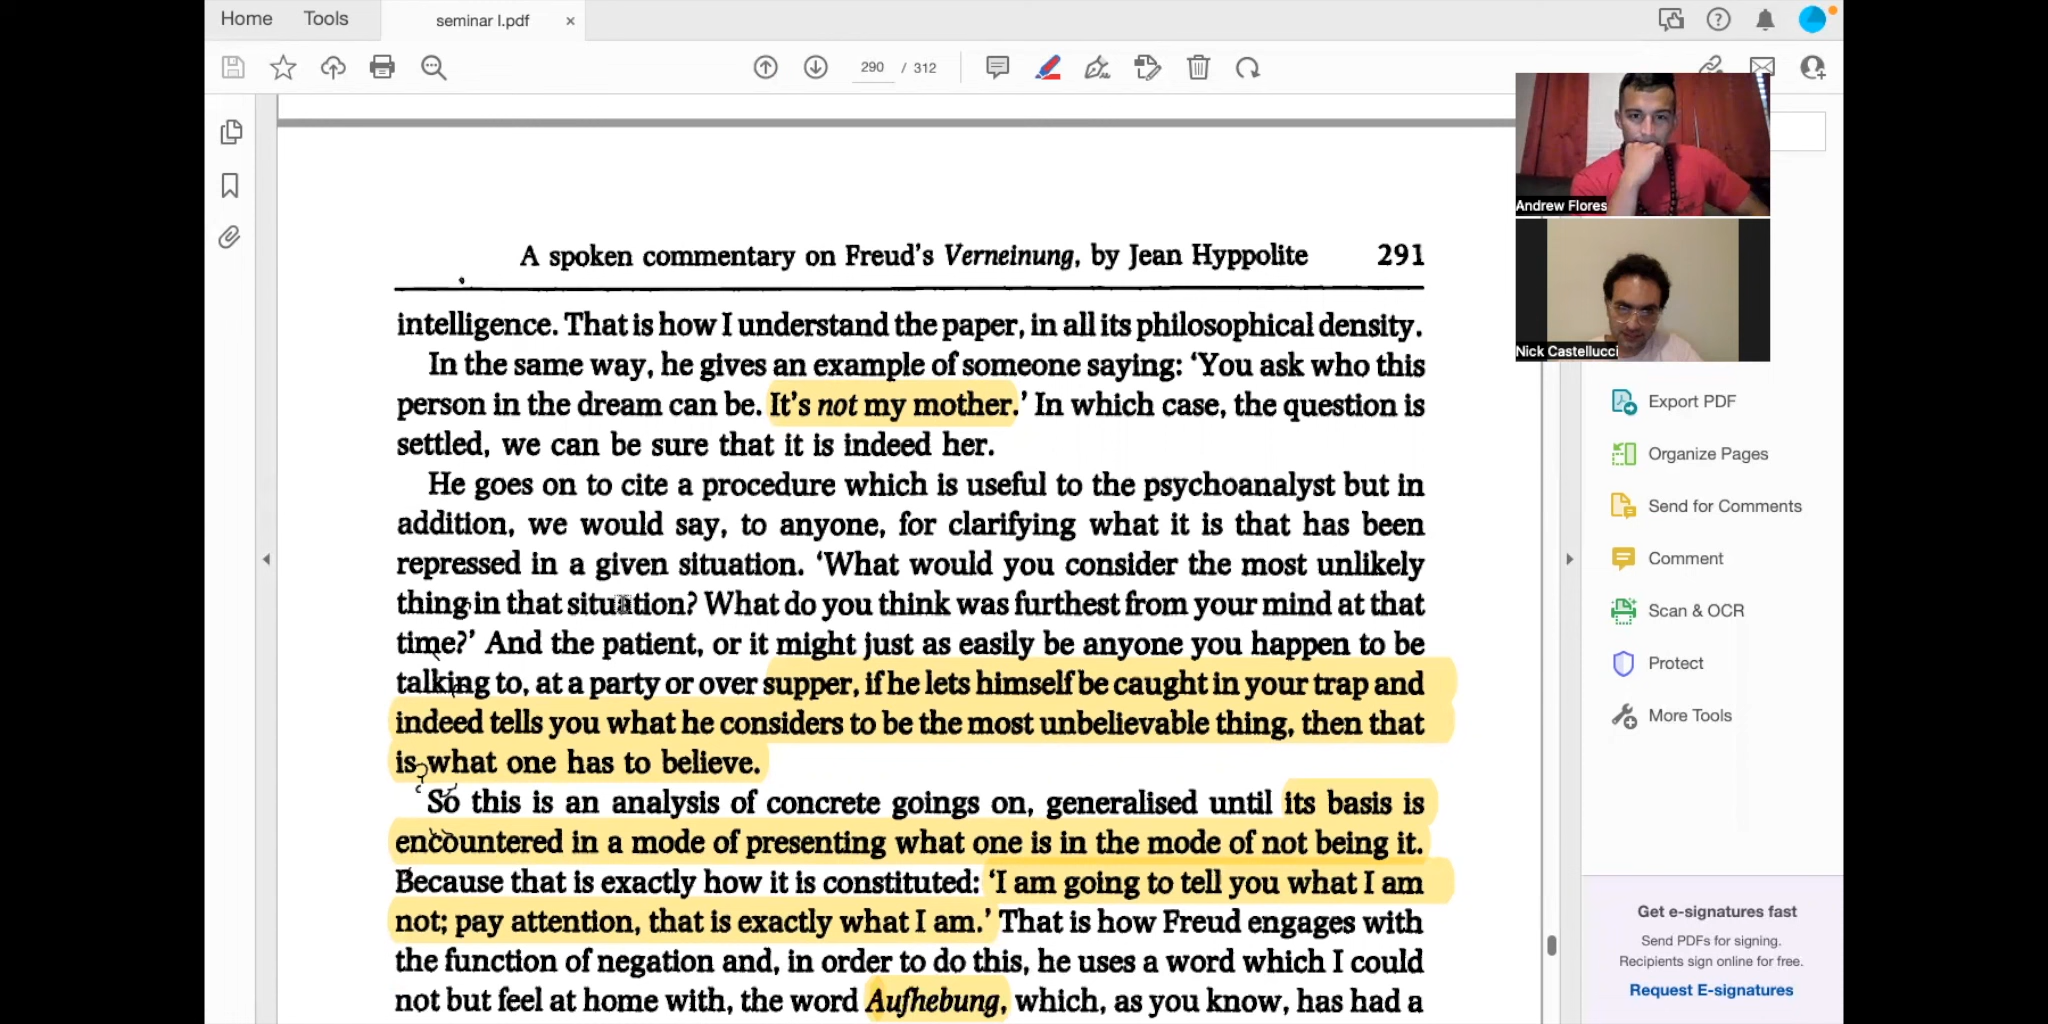 Home Tools seminar I.pdf ×
290 / 312
Andrew Flores
Nick Castellucci
A spoken commentary on Freud's Verneinung, by Jean Hyppolite 291
intelligence. That is how I understand the paper, in all its philosophical density.
In the same way, he gives an example of someone saying: 'You ask who this
person in the dream can be. It's not my mother.' In which case, the question is
settled, we can be sure that it is indeed her.
He goes on to cite a procedure which is useful to the psychoanalyst but in
addition, we would say, to anyone, for clarifying what it is that has been
repressed in a given situation. 'What would you consider the most unlikely
thing in that situation? What do you think was furthest from your mind at that
time?' And the patient, or it might just as easily be anyone you happen to be
talking to, at a party or over supper, if he lets himself be caught in your trap and
indeed tells you what he considers to be the most unbelievable thing, then that
is what one has to believe.
So this is an analysis of concrete goings on, generalised until its basis is
encountered in a mode of presenting what one is in the mode of not being it.
Because that is exactly how it is constituted: 'I am going to tell you what I am
not; pay attention, that is exactly what I am.' That is how Freud engages with
the function of negation and, in order to do this, he uses a word which I could
not but feel at home with, the word Aufhebung, which, as you know, has had a
Export PDF
Organize Pages
Send for Comments
Comment
Scan & OCR
Protect
More Tools
Get e-signatures fast
Send PDFs for signing.
Recipients sign online for free.
Request E-signatures